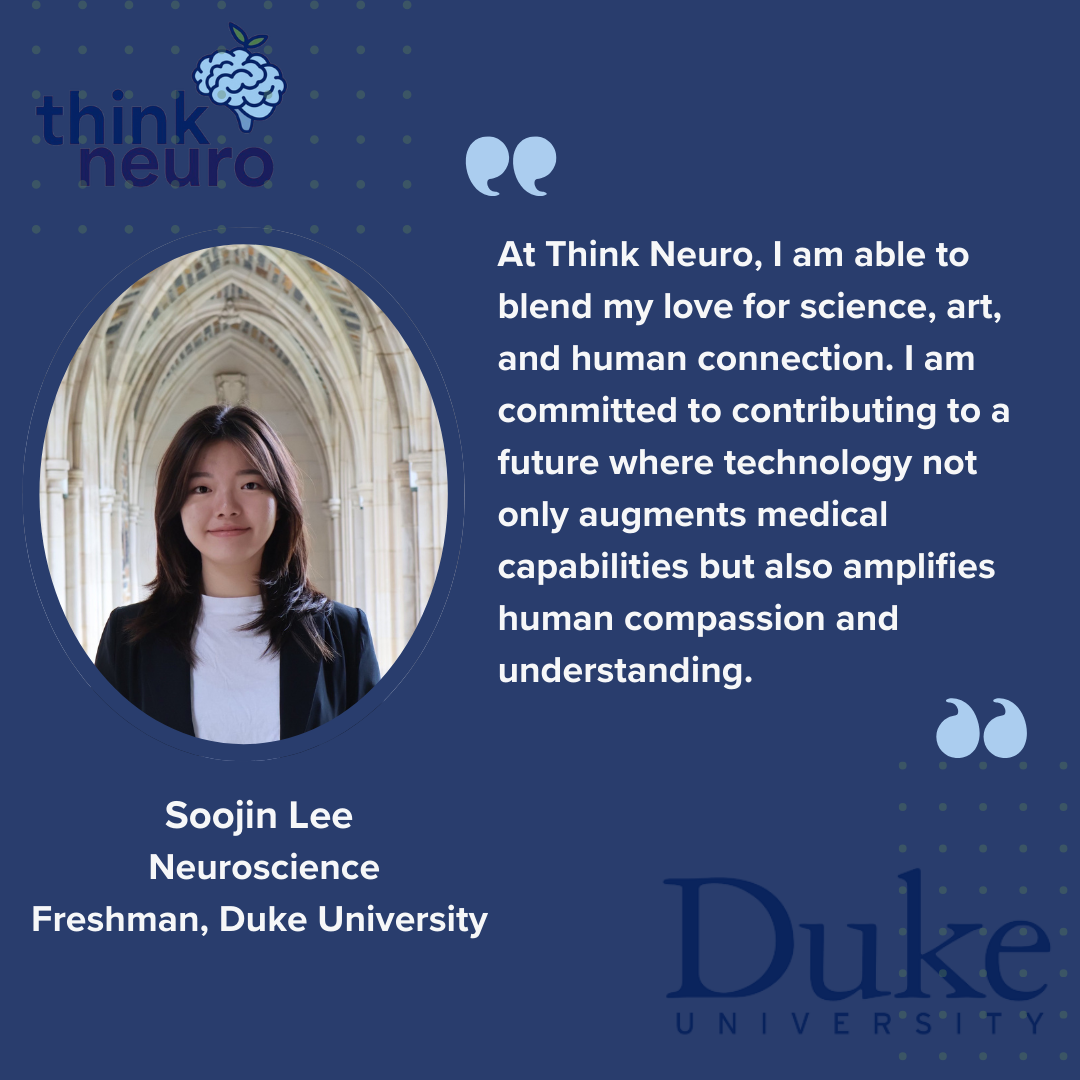 think
neuro
At Think Neuro, I am able to
blend my love for science, art,
and human connection. I am
committed to contributing to a
future where technology not
only augments medical
capabilities but also amplifies
human compassion and
understanding.
Soojin Lee
Neuroscience
Freshman, Duke University
Duke
UNIVERSITY